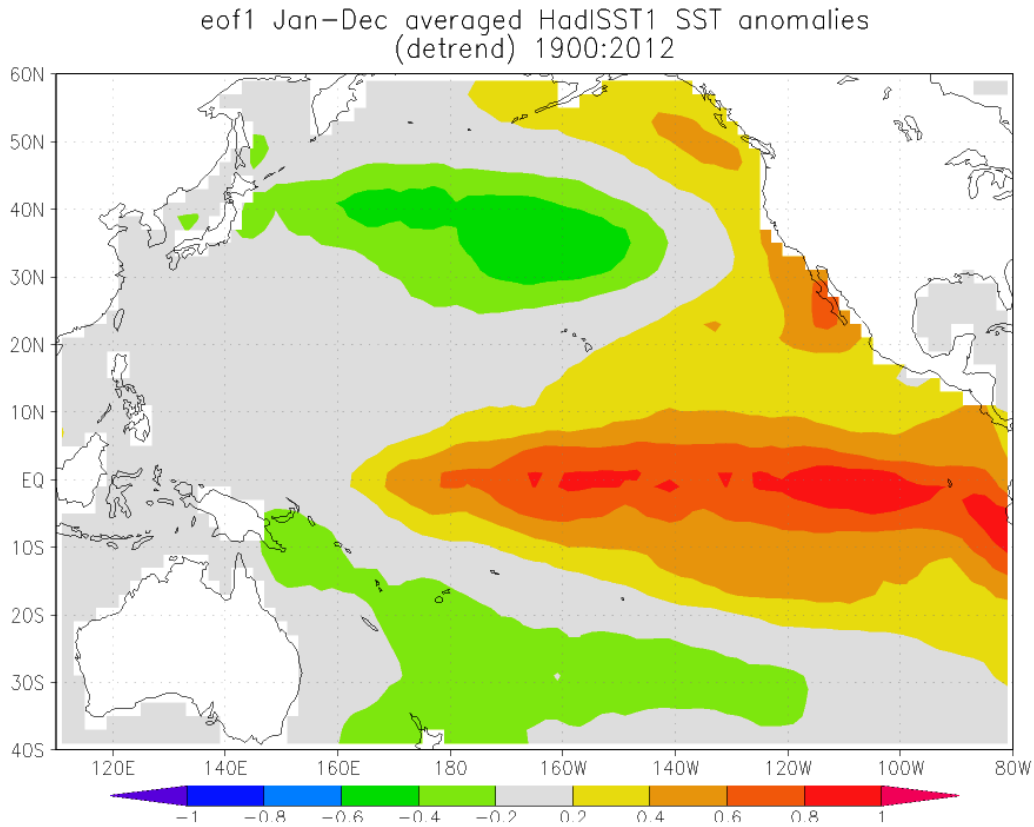 eof1 Jan-Dec averaged HadISST1 SST anomalies
(detrend) 1900:2012
60N
50N
40N
30N
20N
10N
EQ
10S
20S
30S
40S
120E 140E 160E 180 160W 140W 120W 100W 80W
-1 -0.8 -0.6 -0.4 -0.2 0.2 0.4 0.6 0.8 1